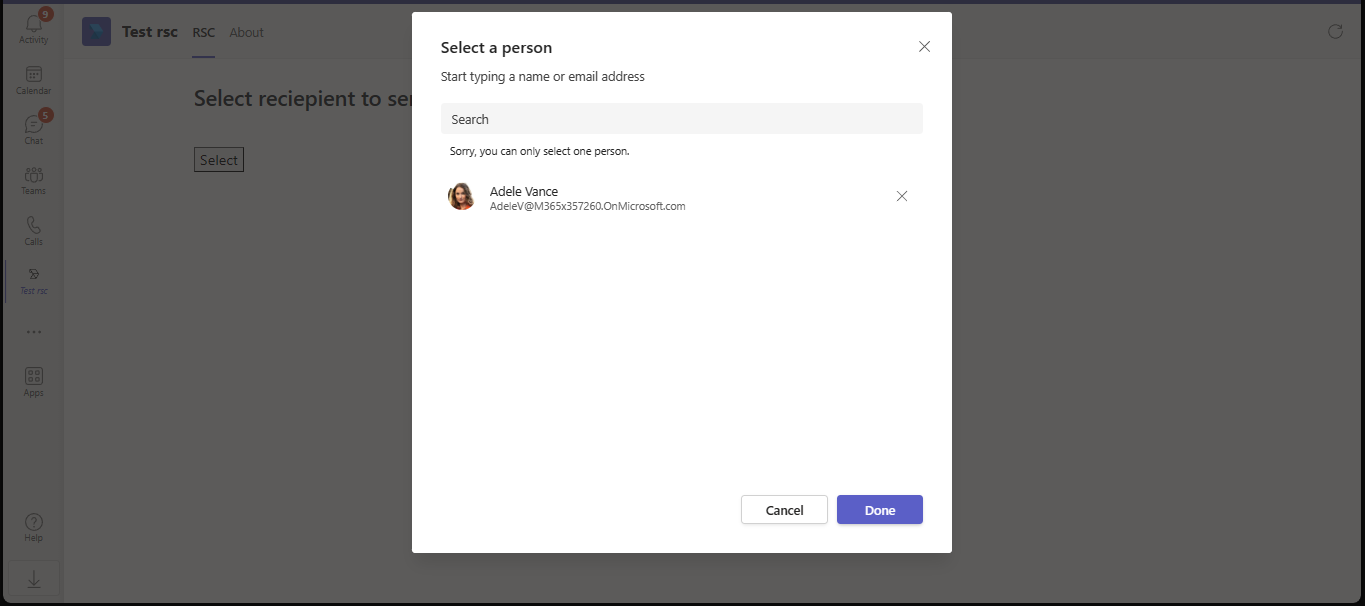 9
Activity
Calendar
5
Chat
Teams
Calls
Test rsc
Apps
Help
Test rsc
RSC
About
Select reciepient to se
Select
Select a person
Start typing a name or email address
Search
Sorry, you can only select one person.
Adele Vance
AdeleV@M365x357260.OnMicrosoft.com
Cancel
Done